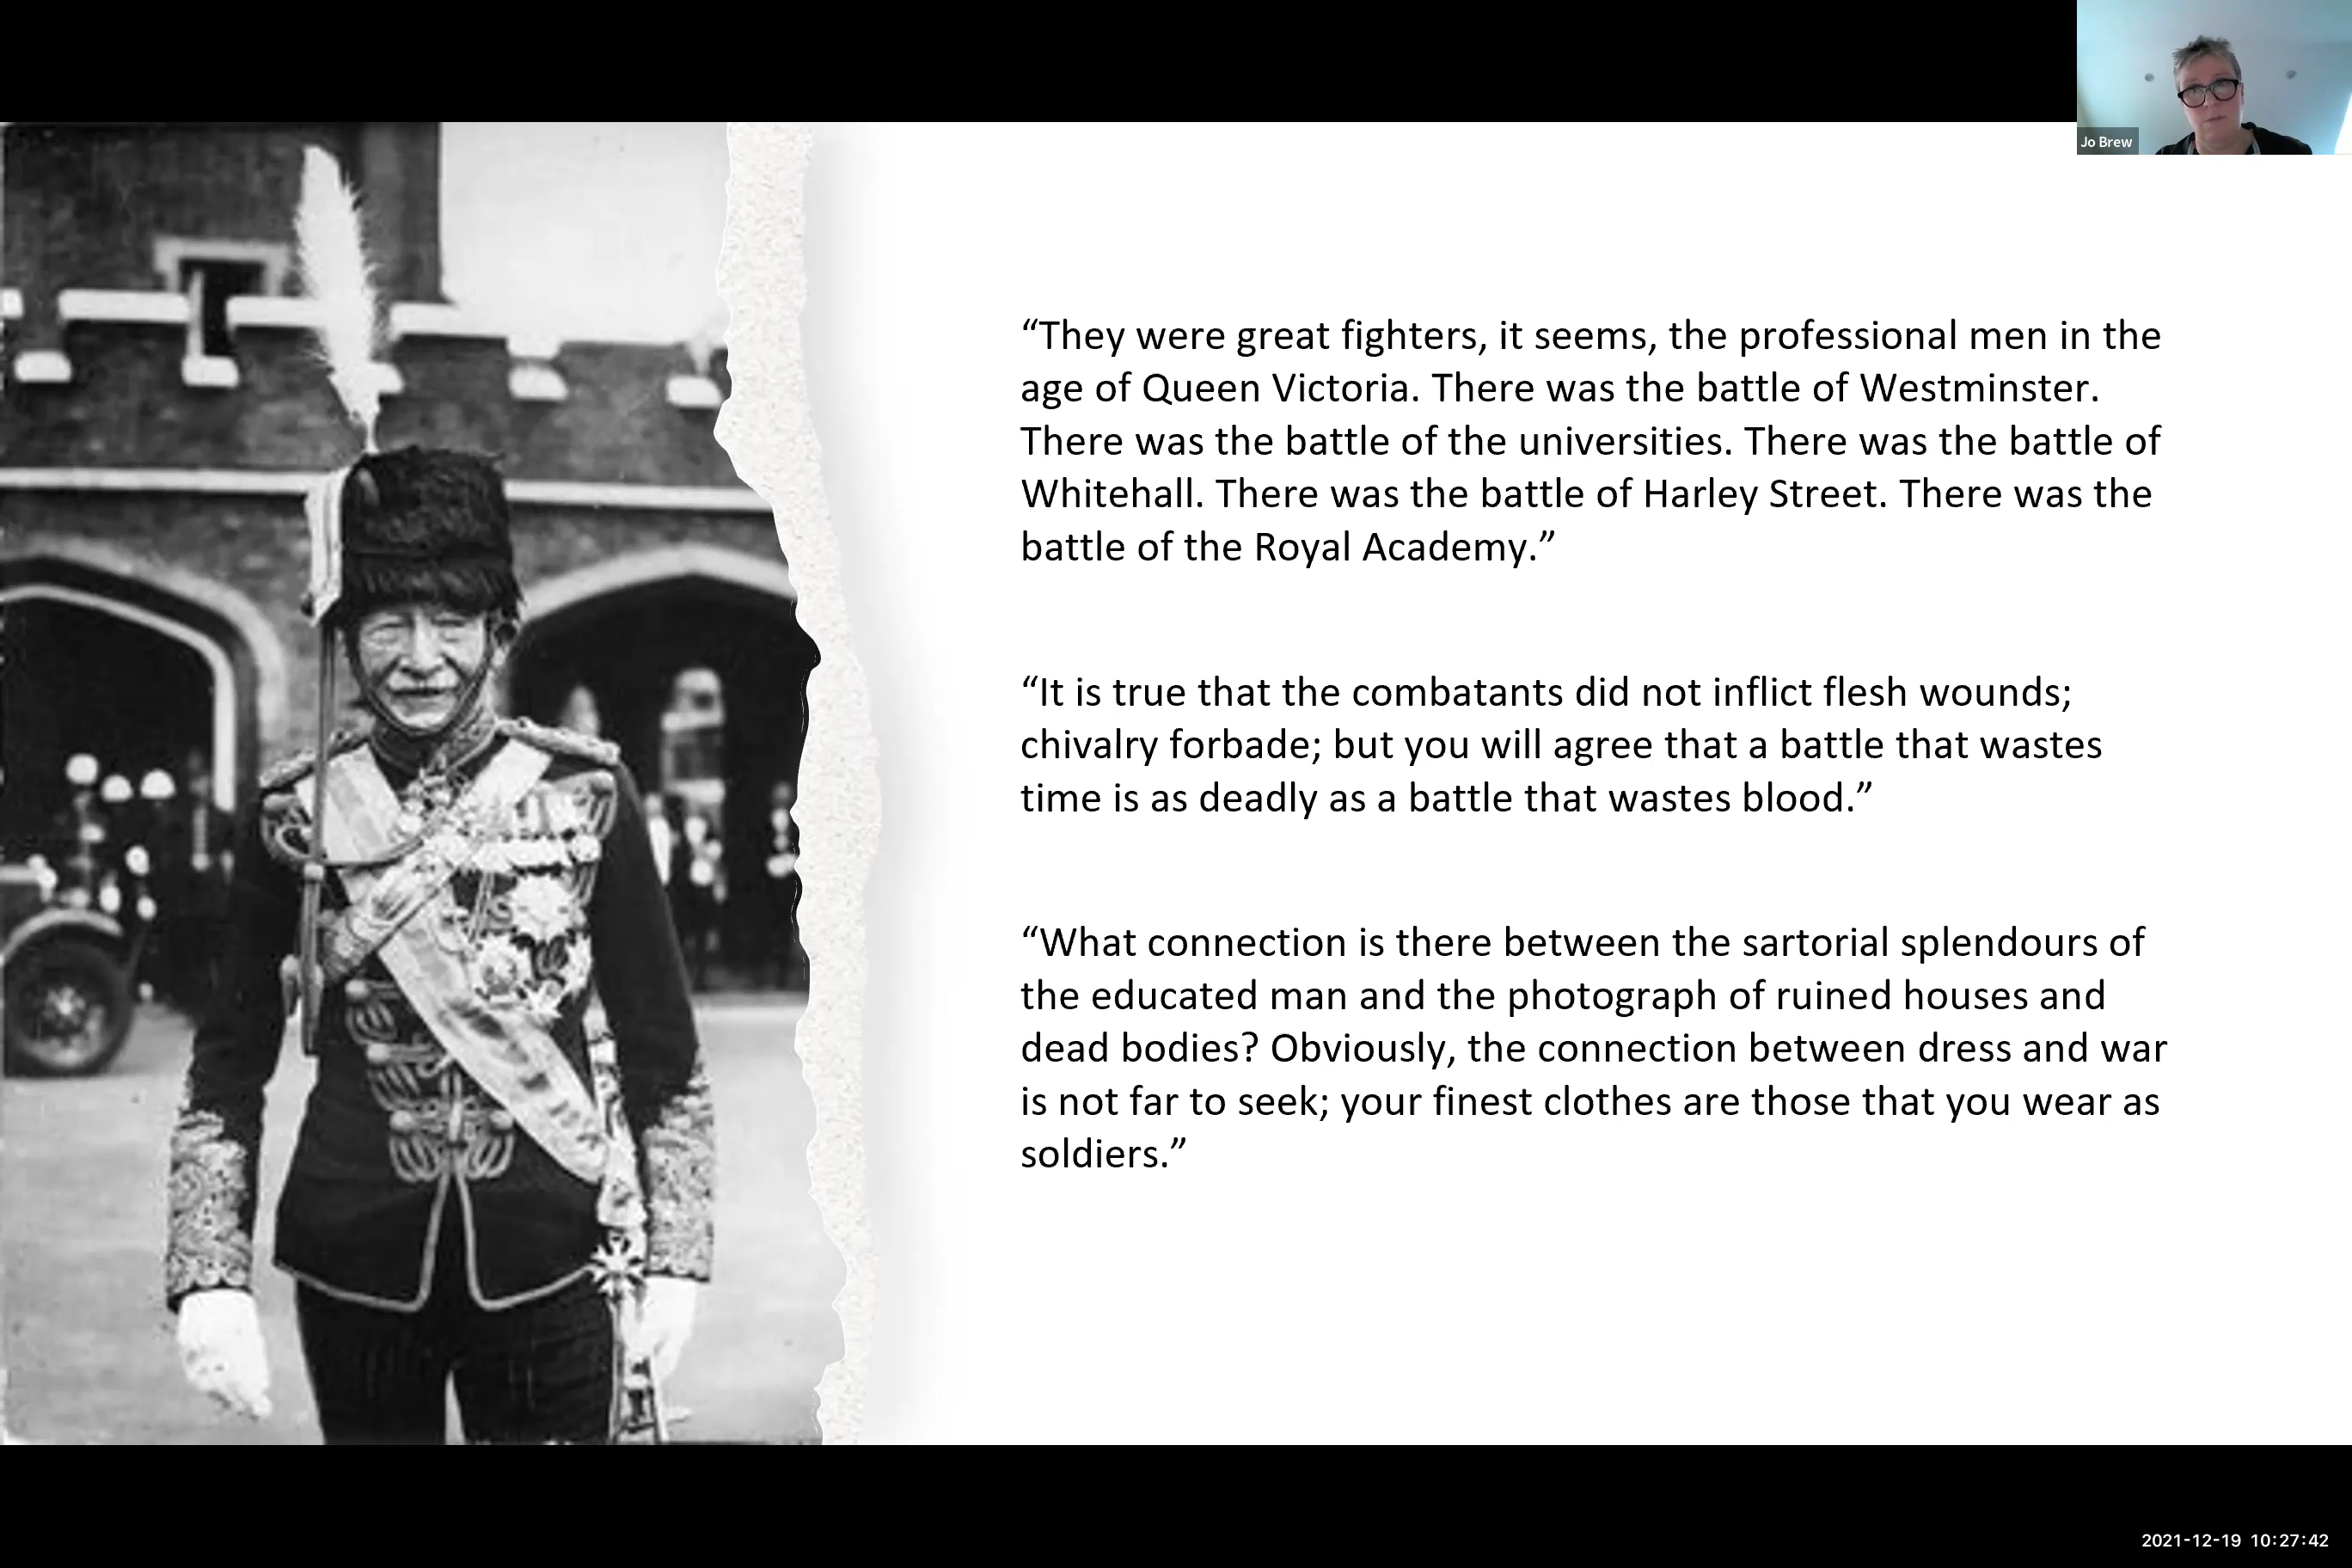 Jo Brew
“They were great fighters, it seems, the professional men in the
age of Queen Victoria. There was the battle of Westminster.
There was the battle of the universities. There was the battle of
Whitehall. There was the battle of Harley Street. There was the
battle of the Royal Academy.”
“It is true that the combatants did not inflict flesh wounds;
chivalry forbade; but you will agree that a battle that wastes
time is as deadly as a battle that wastes blood.”
“What connection is there between the sartorial splendours of
the educated man and the photograph of ruined houses and
dead bodies? Obviously, the connection between dress and war
is not far to seek; your finest clothes are those that you wear as
soldiers.”
2021-12-19 10:27:42